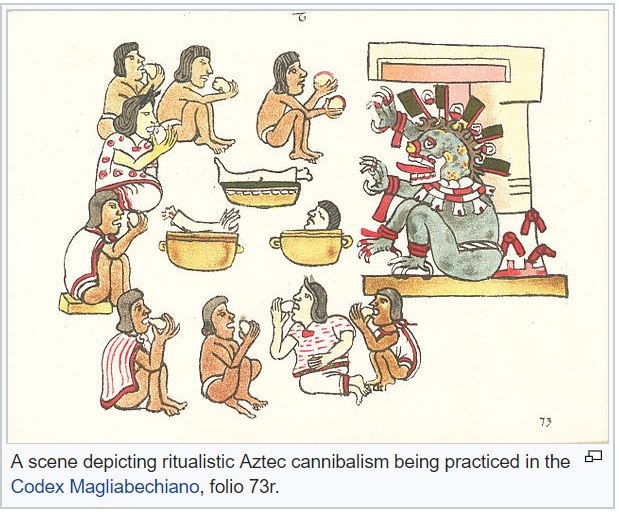 73
A scene depicting ritualistic Aztec cannibalism being practiced in the
Codex Magliabechiano, folio 73r.